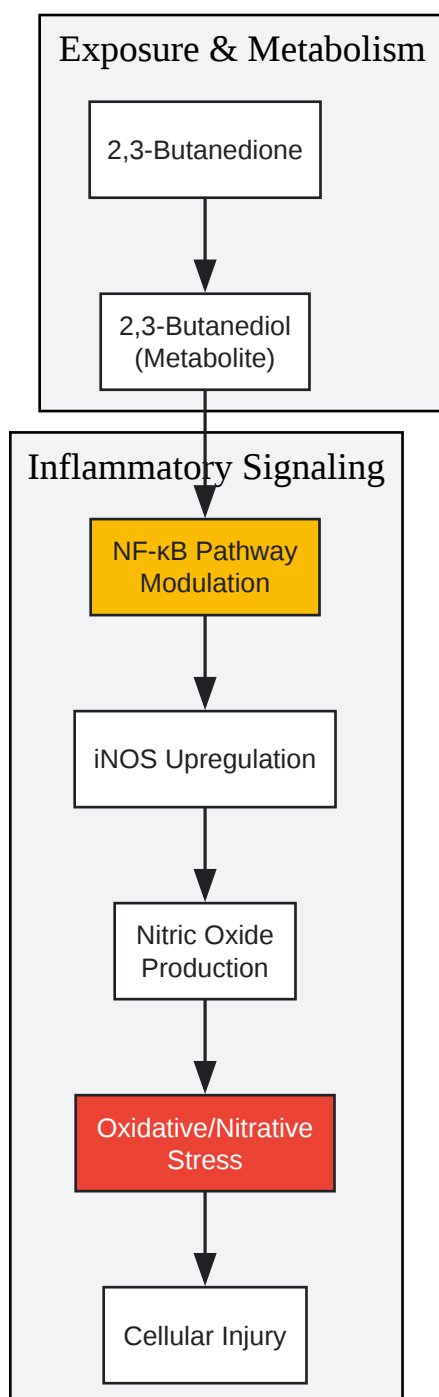 Exposure & Metabolism
2,3-Butanedione
2,3-Butanediol
(Metabolite)
Inflammatory Signaling
NF-κB Pathway
Modulation
iNOS Upregulation
Nitric Oxide
Production
Oxidative/Nitrative
Stress
Cellular Injury